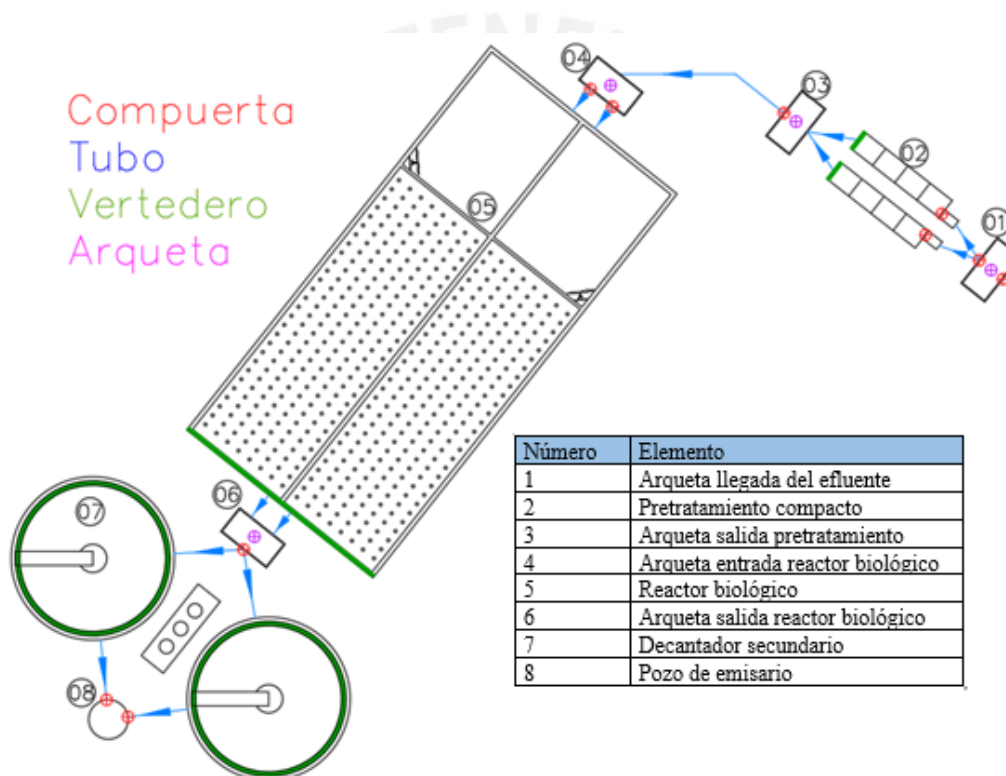 Compuerta
Tubo
Vertedero
Arqueta
04
03
02
01
05
06
07
08
Número Elemento
1 Arqueta llegada del efluente
2 Pretratamiento compacto
3 Arqueta salida pretratamiento
4 Arqueta entrada reactor biológico
5 Reactor biológico
6 Arqueta salida reactor biológico
7 Decantador secundario
8 Pozo de emisario